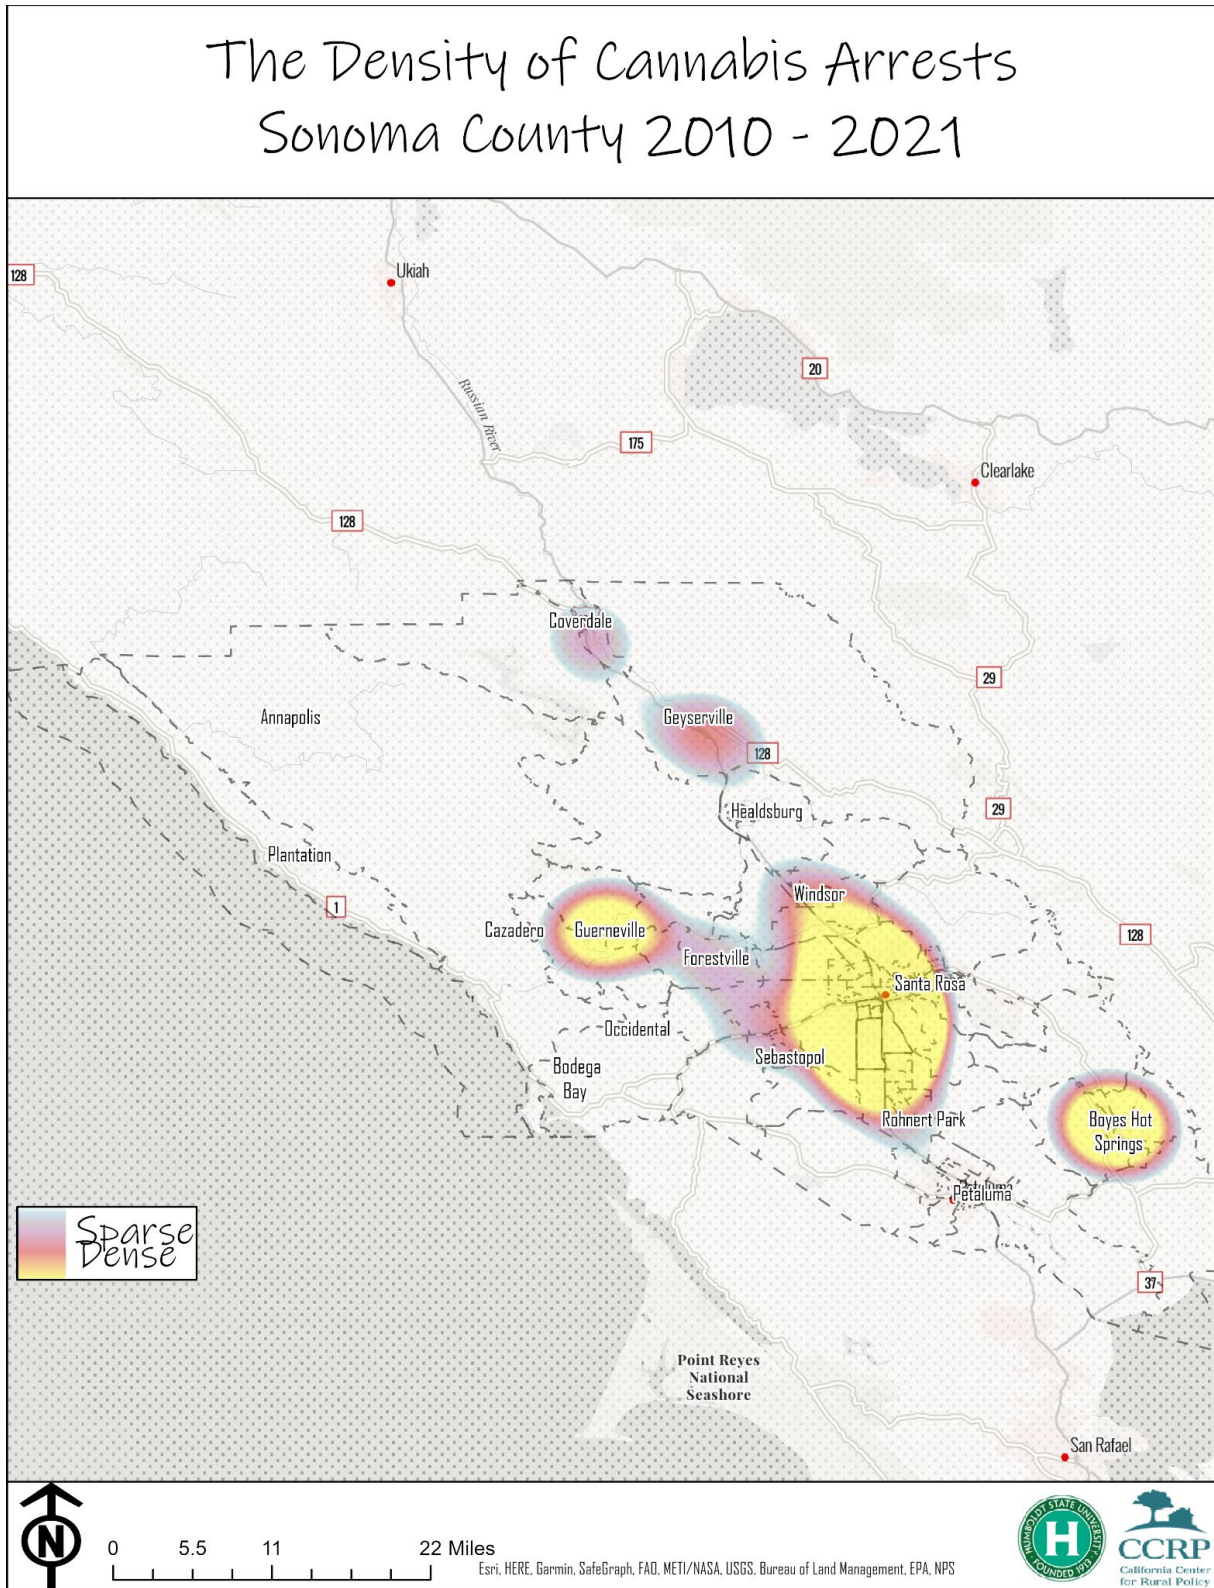 The Density of Cannabis Arrests
Sonoma County 2010 - 2021
128
Ukiah
20
Russian River
175
Clearlake
128
Coverdale
29
Annapolis
Geyserville
128
Healdsburg
29
Plantation
Windsor
1
Cazadero
Guerneville
128
Forestville
Santa Rosa
Occidental
Sebastopol
Bodega
Bay
Rohnert Park
Boyes Hot
Springs
Petaluma
Sparse
Dense
37
Point Reyes
National
Seashore
San Rafael
N
0 5.5 11 22 Miles
Esri, HERE, Garmin, SafeGraph, FAO, METI/NASA, USGS, Bureau of Land Management, EPA, NPS
HUMBOLDT STATE UNIVERSITY
H
FOUNDED 1913
CCRP
California Center
for Rural Policy